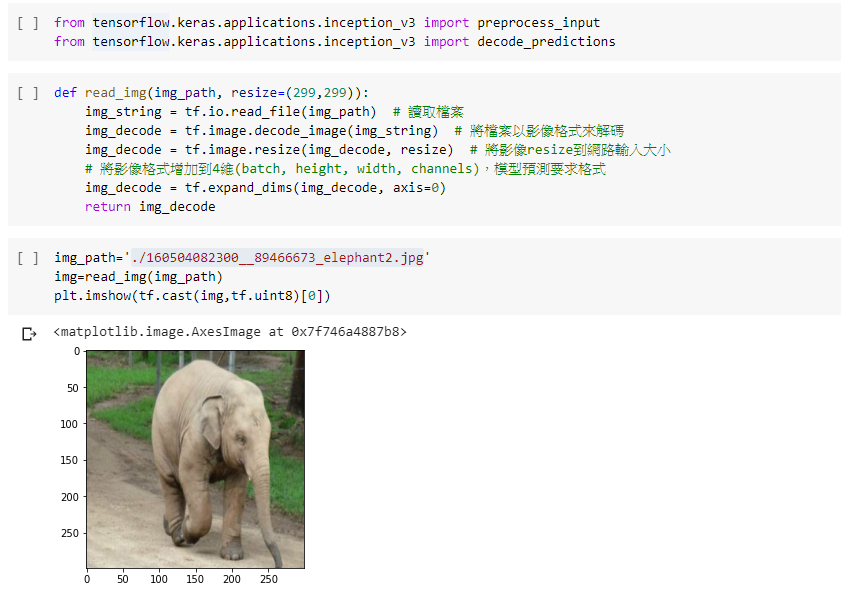 [ ] from tensorflow.keras.applications.inception_v3 import preprocess_input
from tensorflow.keras.applications.inception_v3 import decode_predictions
[ ] def read_img(img_path, resize=(299,299)):
img_string = tf.io.read_file(img_path)  # 讀取檔案
img_decode = tf.image.decode_image(img_string)  # 將檔案以影像格式來解碼
img_decode = tf.image.resize(img_decode, resize)  # 將影像resize到網路輸入大小
# 將影像格式增加到4維(batch, height, width, channels)，模型預測要求格式
img_decode = tf.expand_dims(img_decode, axis=0)
return img_decode
[ ] img_path='./160504082300__89466673_elephant2.jpg'
img=read_img(img_path)
plt.imshow(tf.cast(img,tf.uint8)[0])
<matplotlib.image.AxesImage at 0x7f746a4887b8>
0
50
100
150
200
250
0 50 100 150 200 250